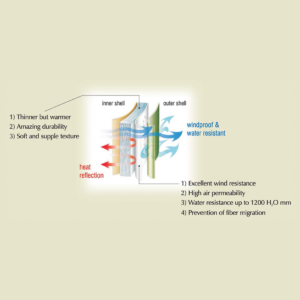 inner shell
outer shell
1) Thinner but warmer
2) Amazing durability
3) Soft and supple texture
windproof &
water resistant
heat
reflection
1) Excellent wind resistance
2) High air permeability
3) Water resistance up to 1200 H,O mm
4) Prevention of fiber migration